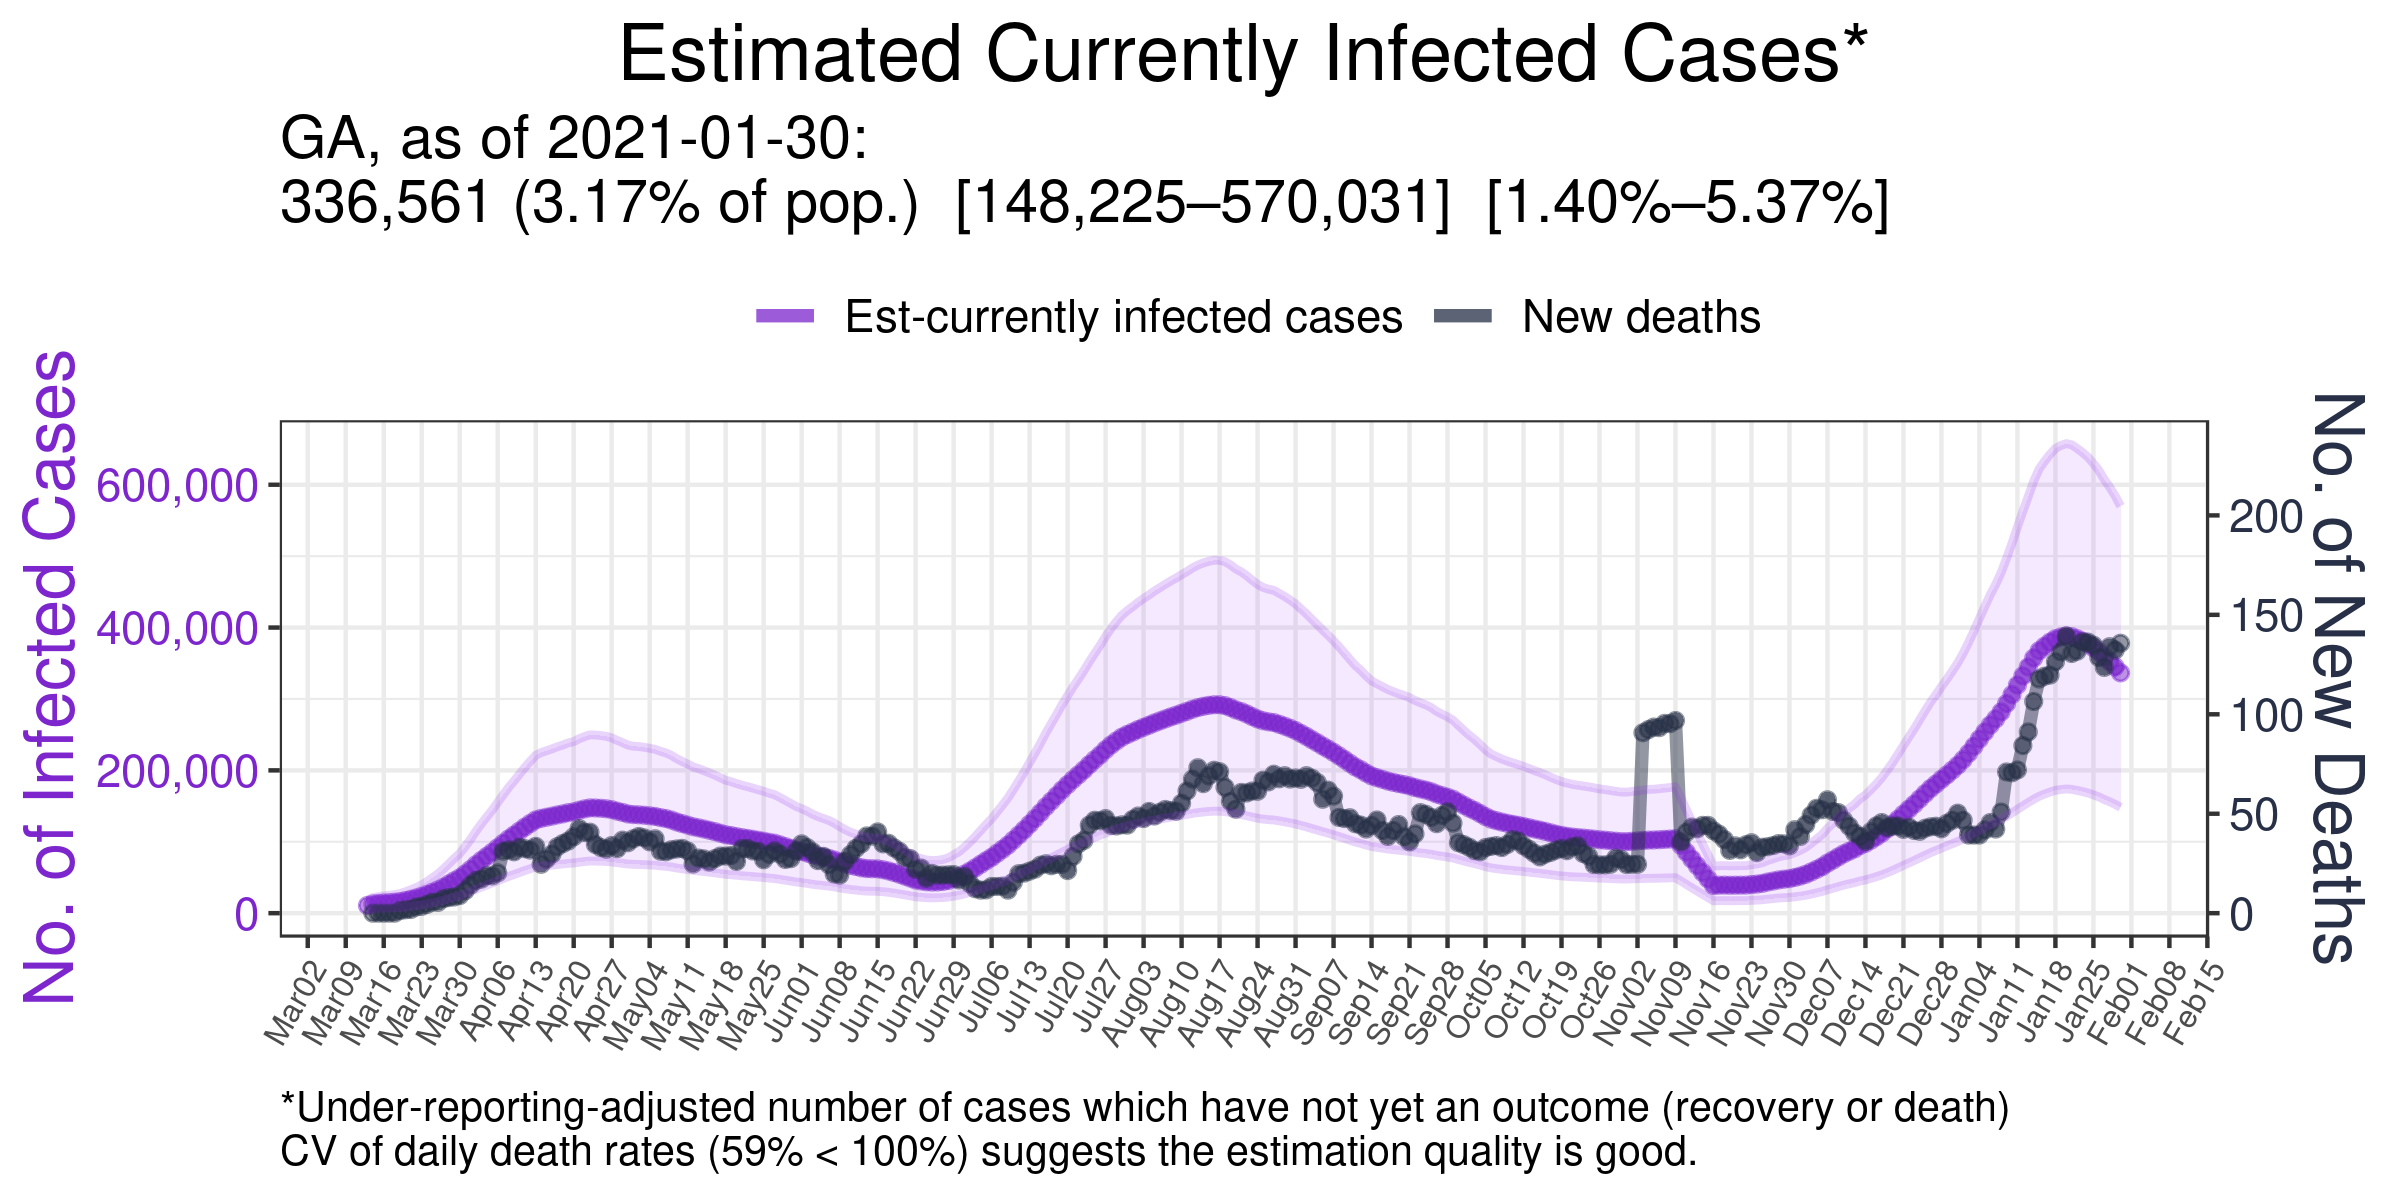 Estimated Currently Infected Cases*
GA, as of 2021-01-30:
336,561 (3.17% of pop.)  [148,225–570,031]  [1.40%–5.37%]
Est-currently infected cases
New deaths
No. of Infected Cases
600,000
400,000
200,000
0
200
150
100
50
0
No. of New Deaths
Mar02
Mar09
Mar16
Mar23
Mar30
Apr06
Apr13
Apr20
Apr27
May04
May11
May18
May25
Jun01
Jun08
Jun15
Jun22
Jun29
Jul06
Jul13
Jul20
Jul27
Aug03
Aug10
Aug17
Aug24
Aug31
Sep07
Sep14
Sep21
Sep28
Oct05
Oct12
Oct19
Oct26
Nov02
Nov09
Nov16
Nov23
Nov30
Dec07
Dec14
Dec21
Dec28
Jan04
Jan11
Jan18
Jan25
Feb01
Feb08
Feb15
*Under-reporting-adjusted number of cases which have not yet an outcome (recovery or death)
CV of daily death rates (59% < 100%) suggests the estimation quality is good.